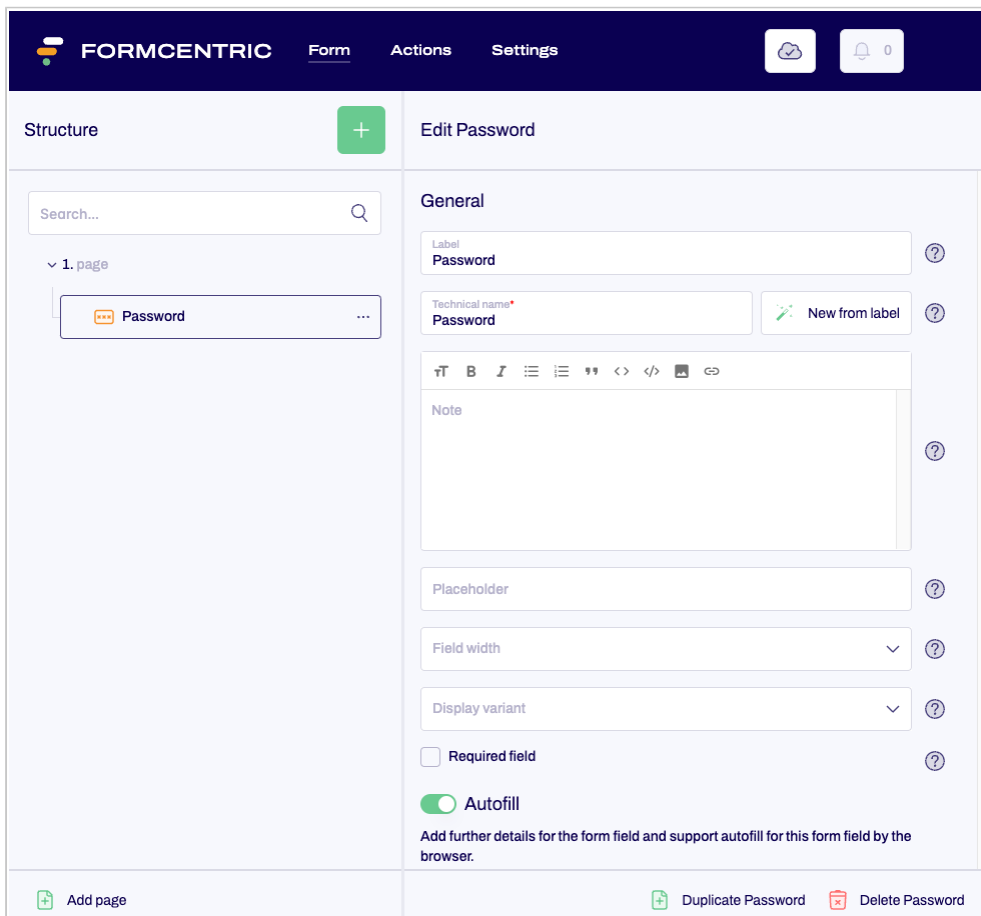 FORMCENTRIC
Form
Actions
Settings
0
Structure
+
Edit Password
Search...
1. page
Password
...
General
Label
Password
?
Technical name*
Password
New from label
?
Note
?
Placeholder
?
Field width
?
Display variant
?
Required field
?
Autofill
Add further details for the form field and support autofill for this form field by the
browser.
Add page
Duplicate Password
Delete Password